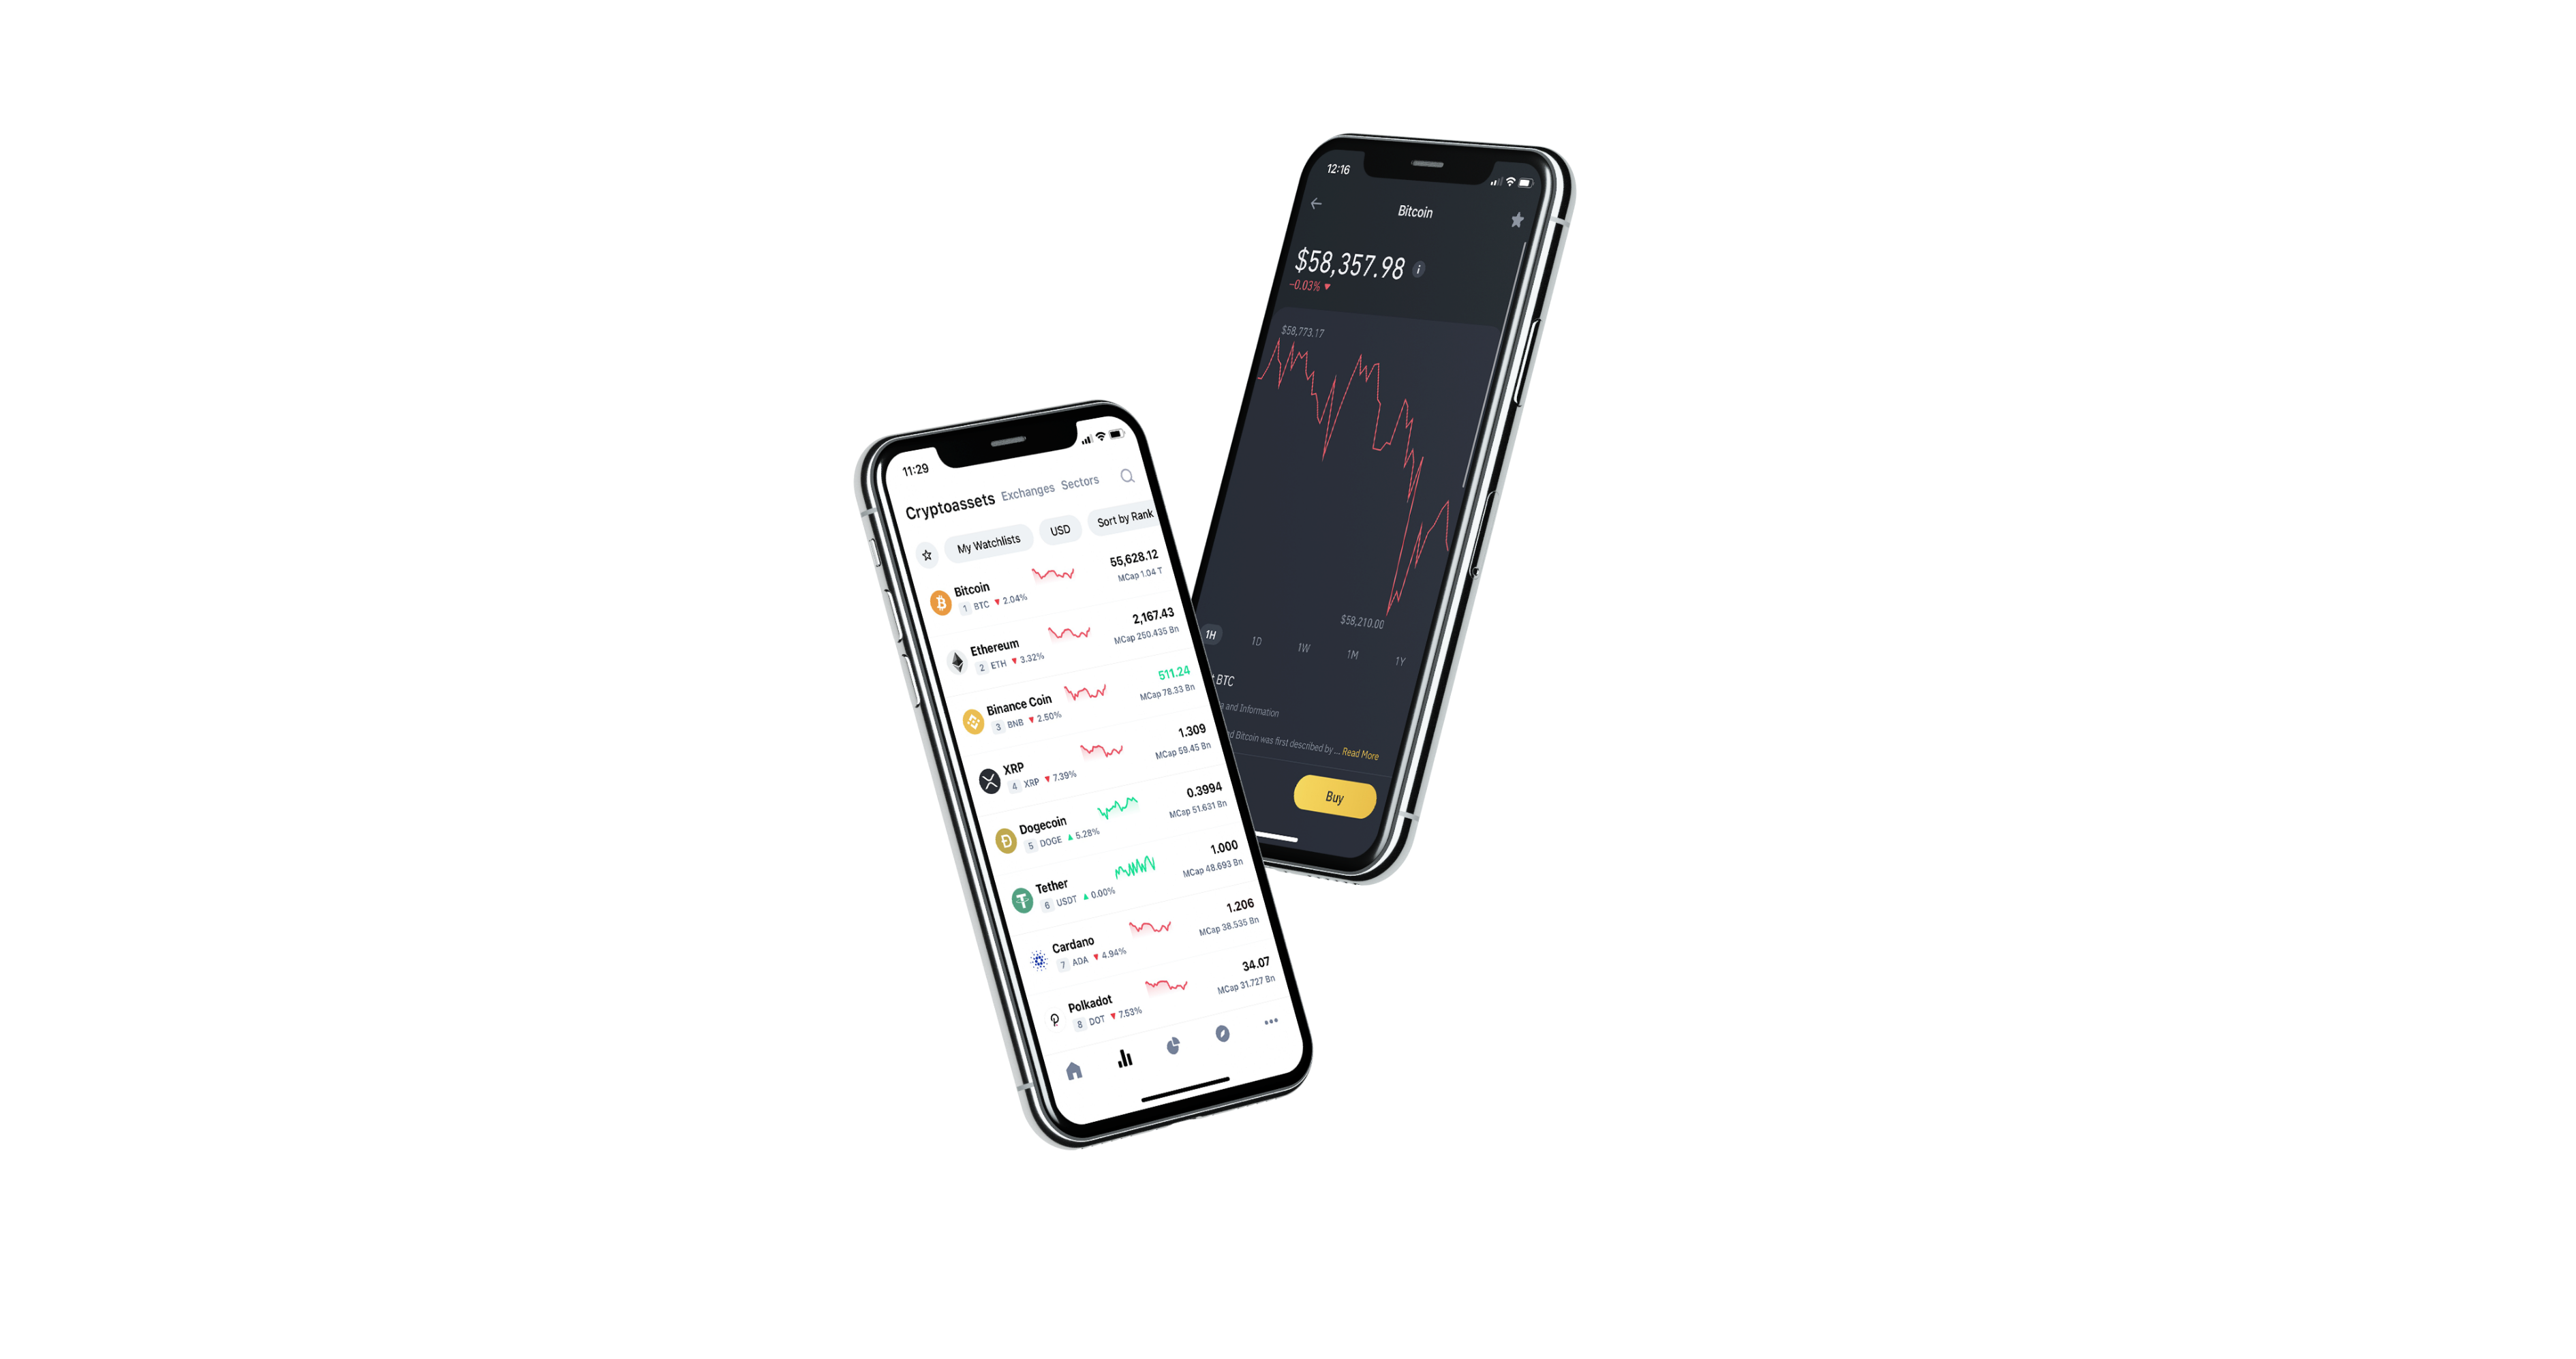 11:29
Cryptoassets Exchanges Sectors
My Watchlists USD Sort by Rank
Bitcoin 55,628.12
1 BTC ▼ 2.04% MCap 1.04 T
Ethereum 2,167.43
2 ETH ▼ 3.32% MCap 250.435 Bn
Binance Coin 511.24
3 BNB ▼ 2.50% MCap 78.33 Bn
XRP 1.309
4 XRP ▼ 7.39% MCap 59.45 Bn
Dogecoin 0.3994
5 DOGE ▲ 5.28% MCap 51.631 Bn
Tether 1.000
6 USDT ▲ 0.00% MCap 48.693 Bn
Cardano 1.206
7 ADA ▼ 4.94% MCap 38.535 Bn
Polkadot 34.07
8 DOT ▼ 7.53% MCap 31.727 Bn
12:16
Bitcoin
$58,357.98
-0.03% ▼
$58,773.17
$58,210.00
1H 1D 1W 1M 1Y
BTC
and Information
Bitcoin was first described by ... Read More
Buy